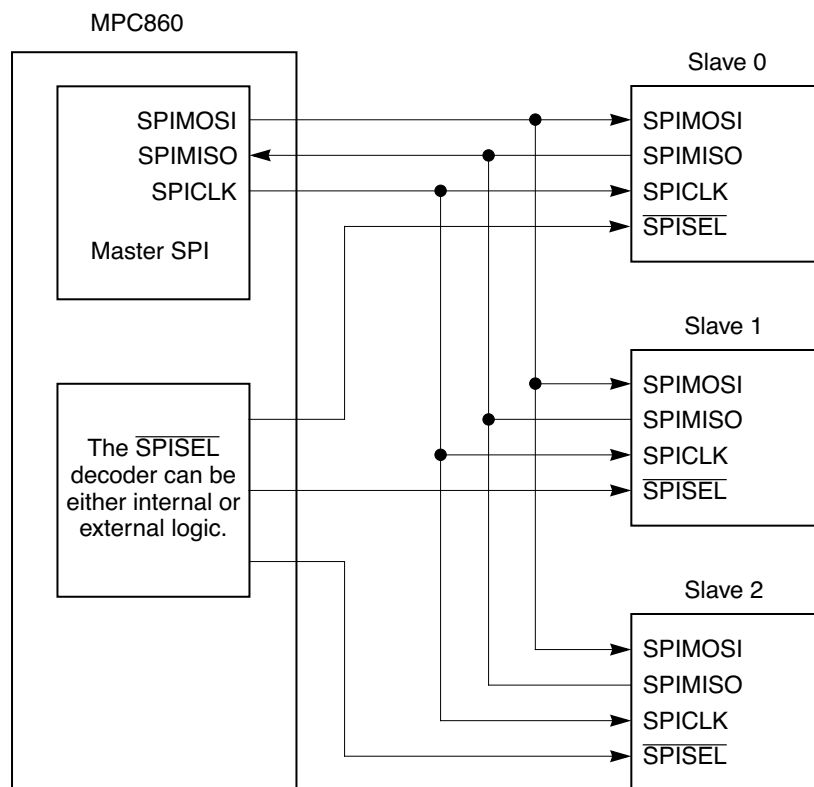 MPC860
SPIMOSI
SPIMISO
SPICLK
Master SPI
The SPISEL
decoder can be
either internal or
external logic.
Slave 0
SPIMOSI
SPIMISO
SPICLK
SPISEL
Slave 1
SPIMOSI
SPIMISO
SPICLK
SPISEL
Slave 2
SPIMOSI
SPIMISO
SPICLK
SPISEL